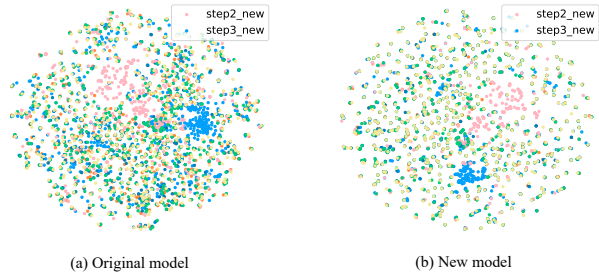 step2_new
step3_new
step2_new
step3_new
(a) Original model
(b) New model